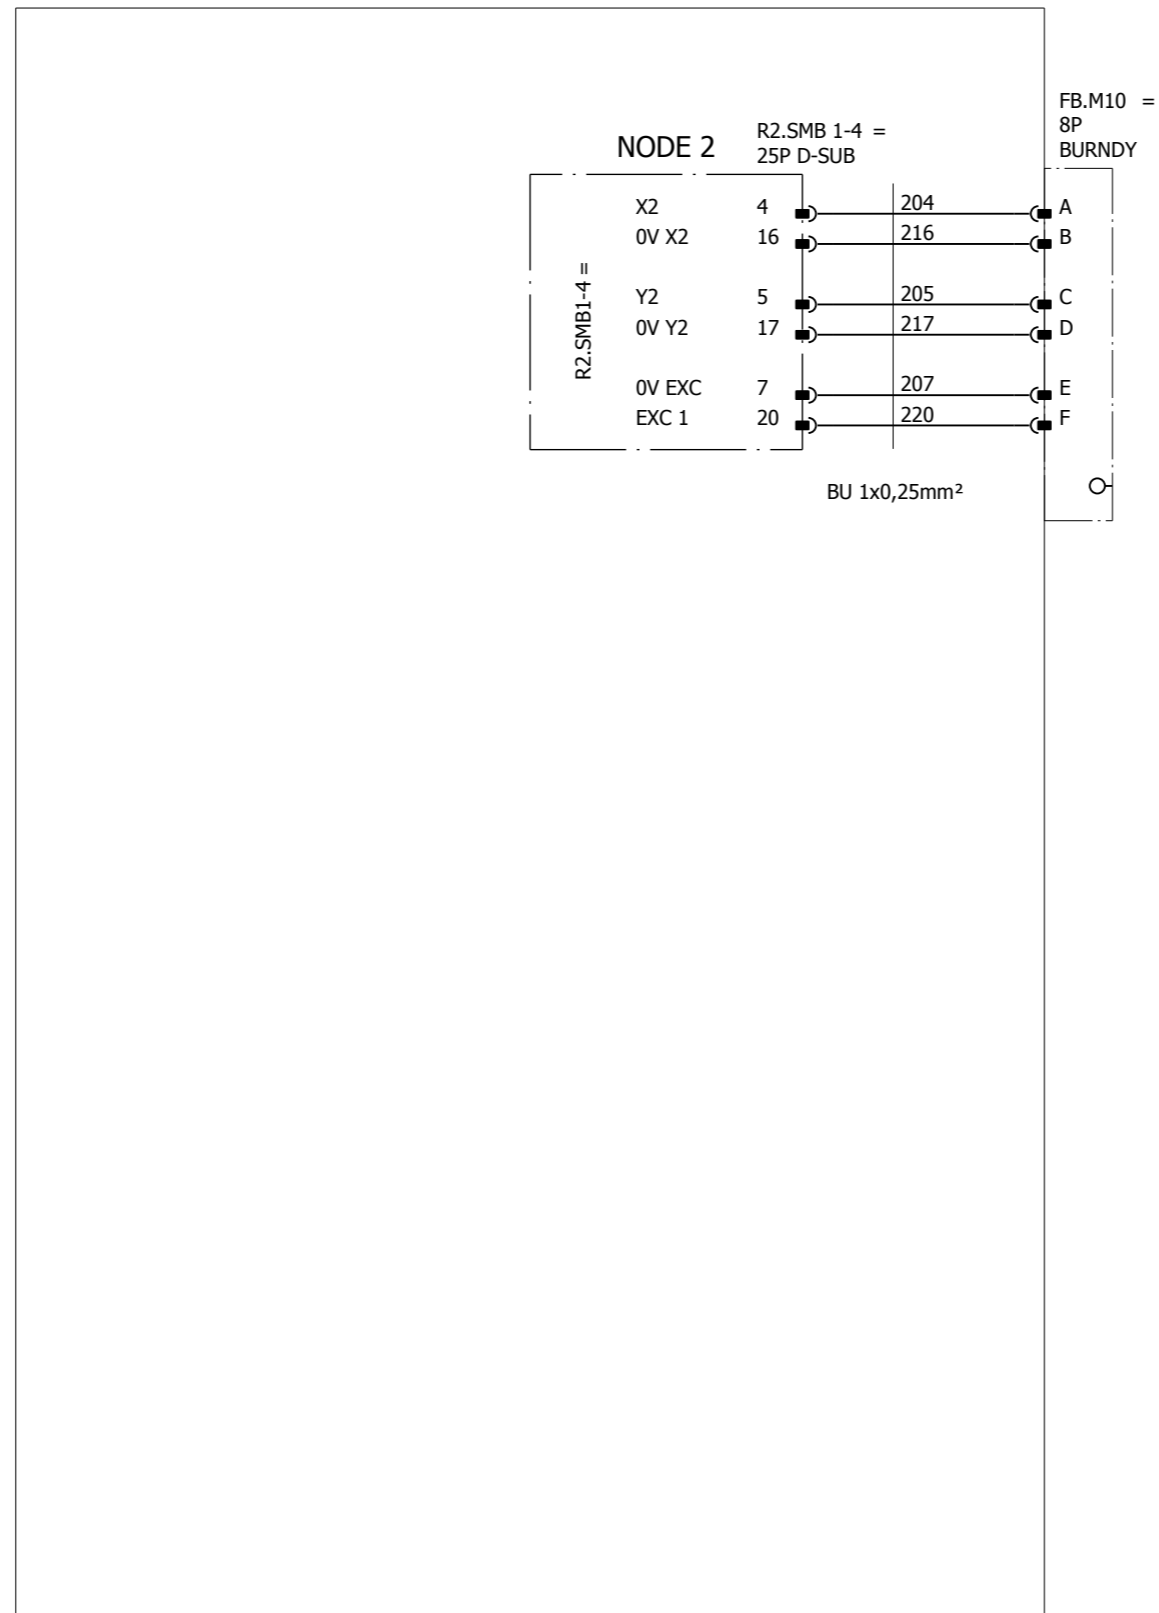 FB.M10 =
8P
BURNDY
NODE 2
R2.SMB 1-4 =
25P D-SUB
R2.SMB1-4 =
X2 4 204 A
0V X2 16 216 B
Y2 5 205 C
0V Y2 17 217 D
0V EXC 7 207 E
EXC 1 20 220 F
BU 1x0,25mm²